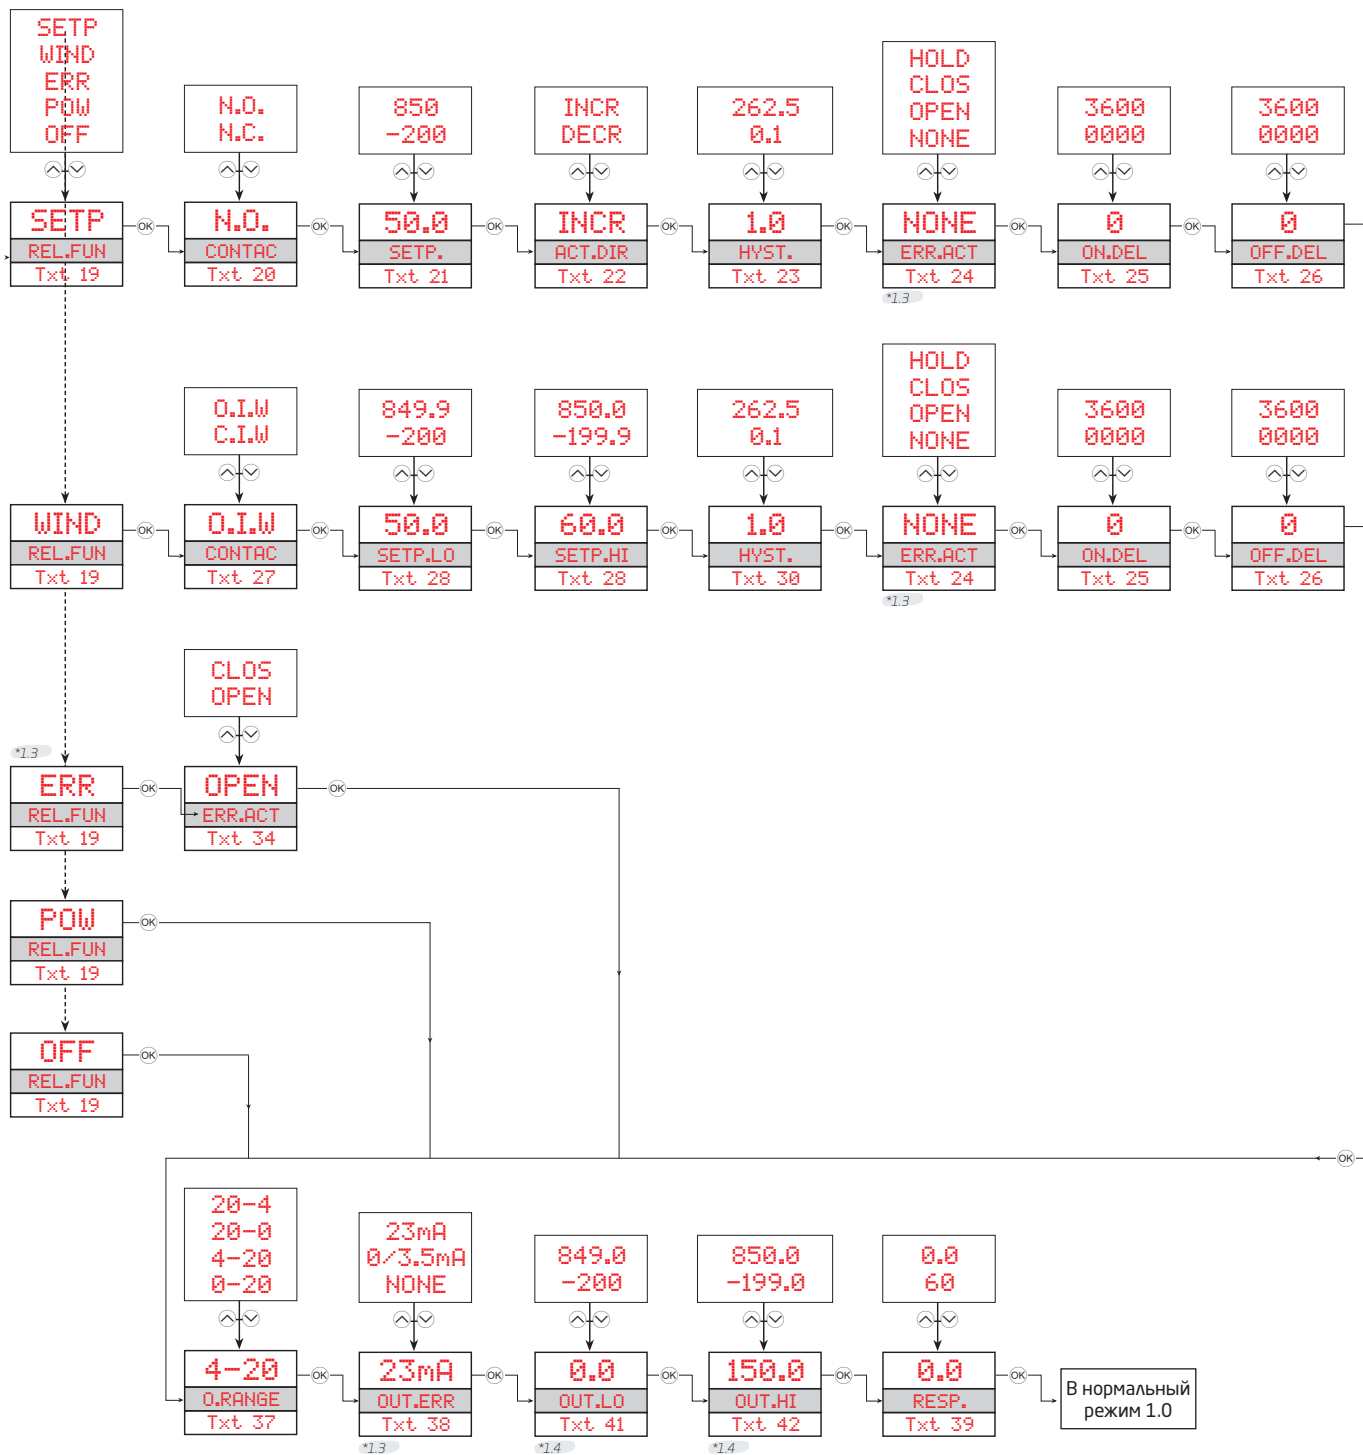 SETP
WIND
ERR
POW
OFF
N.O.
N.C.
850
-200
INCR
DECR
262.5
0.1
HOLD
CLOS
OPEN
NONE
3600
0000
3600
0000
SETP
REL.FUN
Txt 19
OK
N.O.
CONTAC
Txt 20
OK
50.0
SETP.
Txt 21
OK
INCR
ACT.DIR
Txt 22
OK
1.0
HYST.
Txt 23
OK
NONE
ERR.ACT
Txt 24
*1.3
OK
0
ON.DEL
Txt 25
OK
0
OFF.DEL
Txt 26
O.I.W
C.I.W
849.9
-200
850.0
-199.9
262.5
0.1
HOLD
CLOS
OPEN
NONE
3600
0000
3600
0000
WIND
REL.FUN
Txt 19
OK
O.I.W
CONTAC
Txt 27
OK
50.0
SETP.LO
Txt 28
OK
60.0
SETP.HI
Txt 28
OK
1.0
HYST.
Txt 30
OK
NONE
ERR.ACT
Txt 24
*1.3
OK
0
ON.DEL
Txt 25
OK
0
OFF.DEL
Txt 26
CLOS
OPEN
*1.3
ERR
REL.FUN
Txt 19
OK
OPEN
ERR.ACT
Txt 34
OK
POW
REL.FUN
Txt 19
OK
OFF
REL.FUN
Txt 19
OK
OK
20-4
20-0
4-20
0-20
23mA
0/3.5mA
NONE
849.0
-200
850.0
-199.0
0.0
60
4-20
O.RANGE
Txt 37
OK
23mA
OUT.ERR
Txt 38
*1.3
OK
0.0
OUT.LO
Txt 41
*1.4
OK
150.0
OUT.HI
Txt 42
*1.4
OK
0.0
RESP.
Txt 39
OK
В нормальный
режим 1.0